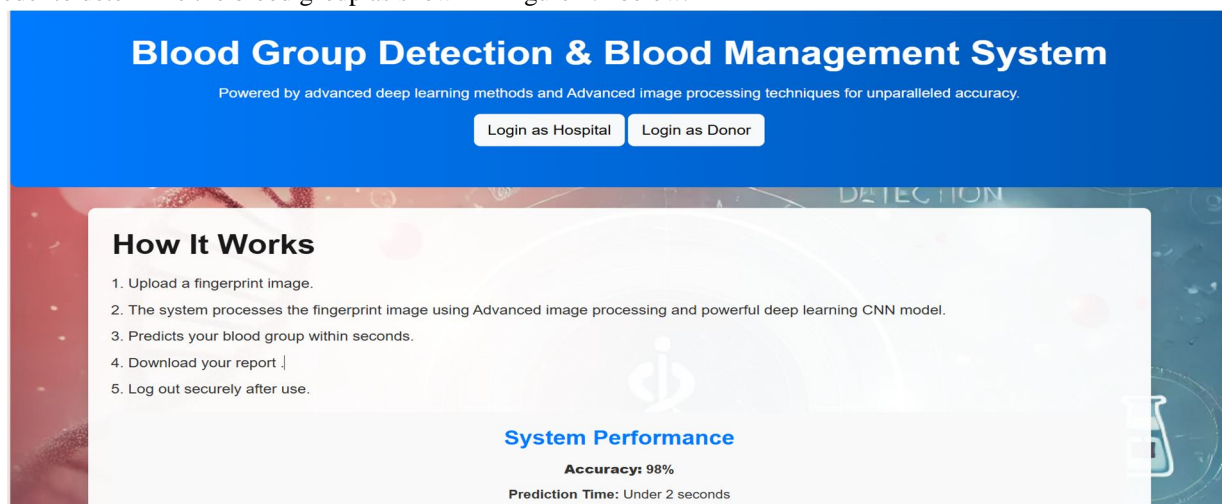 Blood Group Detection & Blood Management System
Powered by advanced deep learning methods and Advanced image processing techniques for unparalleled accuracy.
Login as Hospital Login as Donor
DETECTION
How It Works
1. Upload a fingerprint image.
2. The system processes the fingerprint image using Advanced image processing and powerful deep learning CNN model.
3. Predicts your blood group within seconds.
4. Download your report .
5. Log out securely after use.
System Performance
Accuracy: 98%
Prediction Time: Under 2 seconds